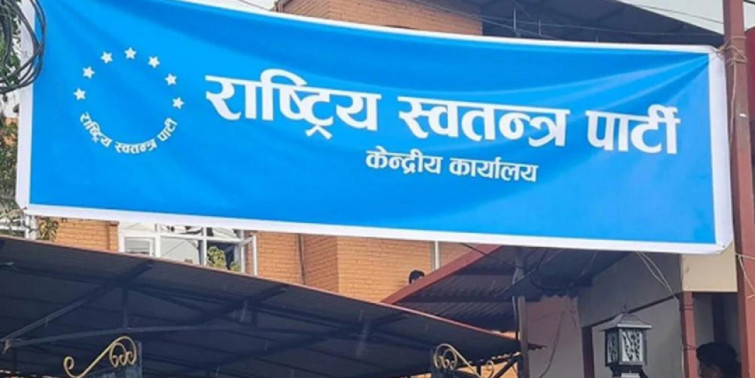 राष्ट्रिय स्वतन्त्र पार्टी
राष्ट्रिय स्वतन्त्र पार्टी
केन्द्रीय कार्यालय